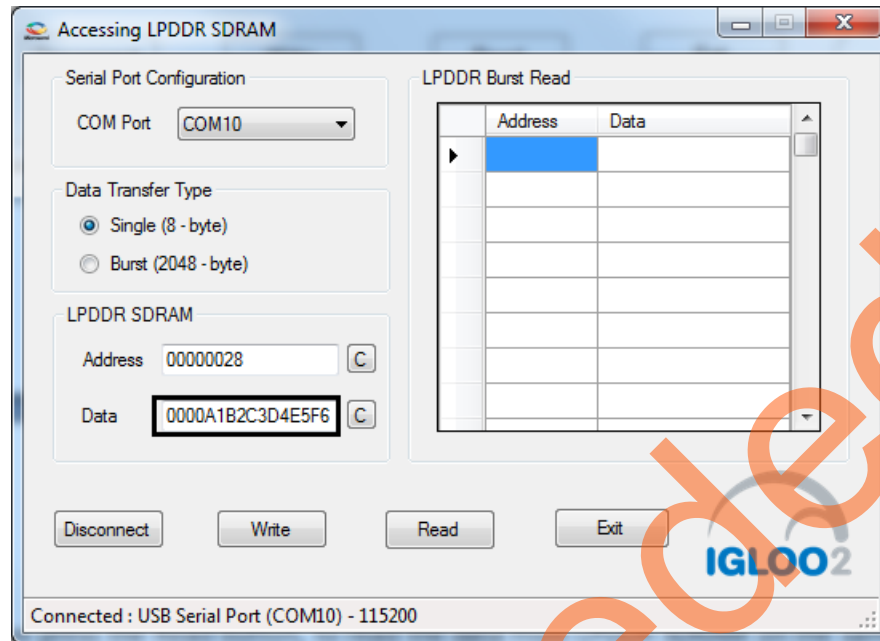 Accessing LPDDR SDRAM
Serial Port Configuration
COM Port COM10
Data Transfer Type
Single (8 - byte)
Burst (2048 - byte)
LPDDR SDRAM
Address 00000028 C
Data 0000A1B2C3D4E5F6 C
LPDDR Burst Read
Address Data
Disconnect Write Read Exit
IGLOO2
Connected : USB Serial Port (COM10) - 115200